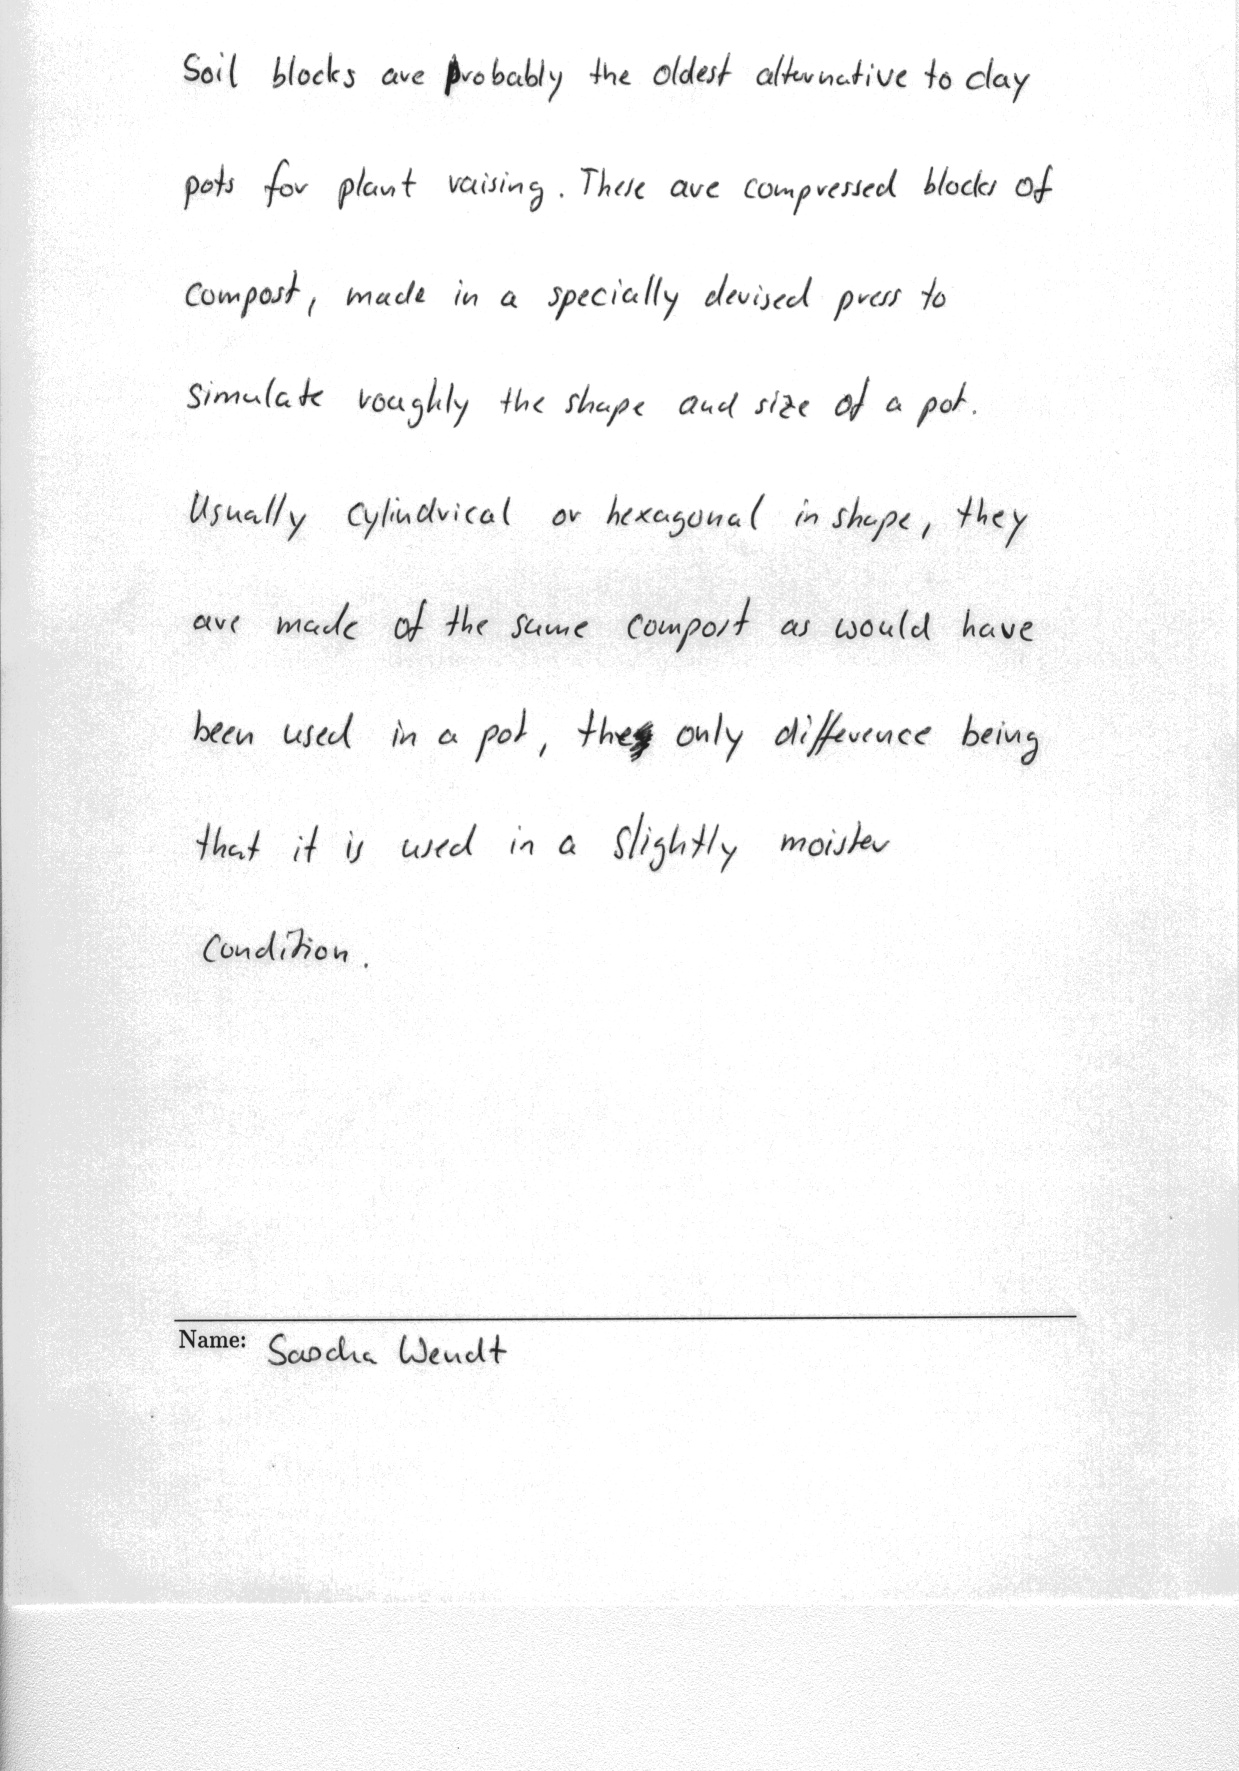 Soil blocks are probably the oldest alternative to clay
pots for plant raising. These are compressed blocks of
compost, made in a specially devised press to
simulate roughly the shape and size of a pot.
Usually cylindrical or hexagonal in shape, they
are made of the same compost as would have
been used in a pot, the only difference being
that it is used in a slightly moister
condition.
Name: Sascha Wendt